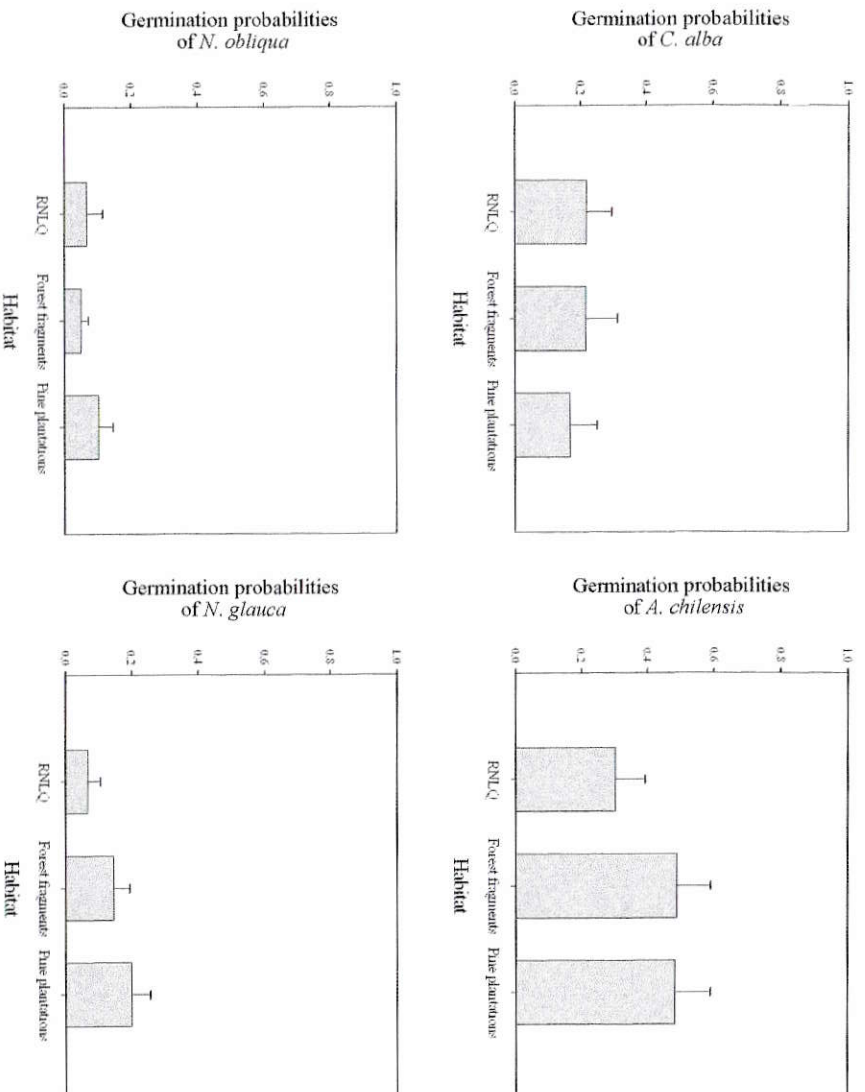 Germination probabilities
of C. alba
1.0
0.8
0.6
0.4
0.2
0.0
RNLQ
Forest fragments
Pine plantations
Habitat
Germination probabilities
of A. chilensis
1.0
0.8
0.6
0.4
0.2
0.0
RNLQ
Forest fragments
Pine plantations
Habitat
Germination probabilities
of N. obliqua
1.0
0.8
0.6
0.4
0.2
0.0
RNLQ
Forest fragments
Pine plantations
Habitat
Germination probabilities
of N. glauca
1.0
0.8
0.6
0.4
0.2
0.0
RNLQ
Forest fragments
Pine plantations
Habitat